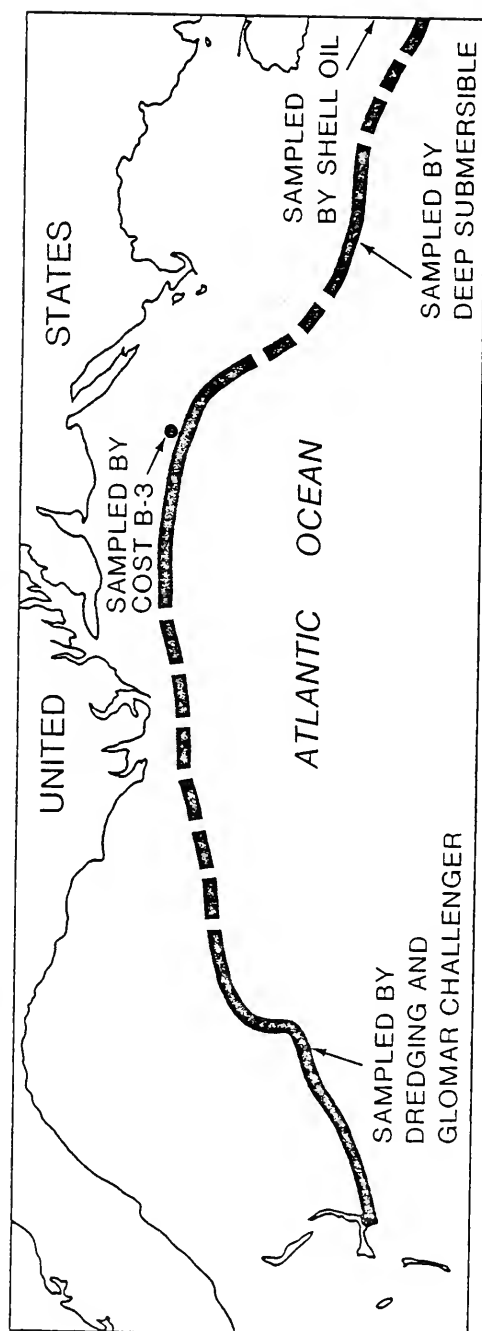 UNITED
STATES
SAMPLED BY
COST B-3
SAMPLED
BY SHELL OIL
ATLANTIC OCEAN
SAMPLED BY
DREDGING AND
GLOMAR CHALLENGER
SAMPLED BY
DEEP SUBMERSIBLE